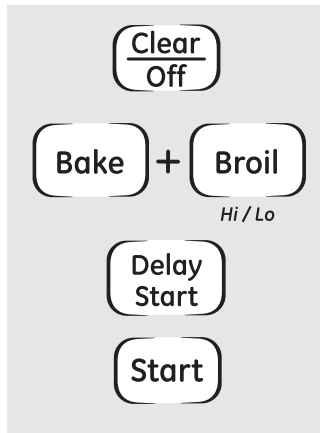 Clear
Off
Bake + Broil
Hi / Lo
Delay
Start
Start